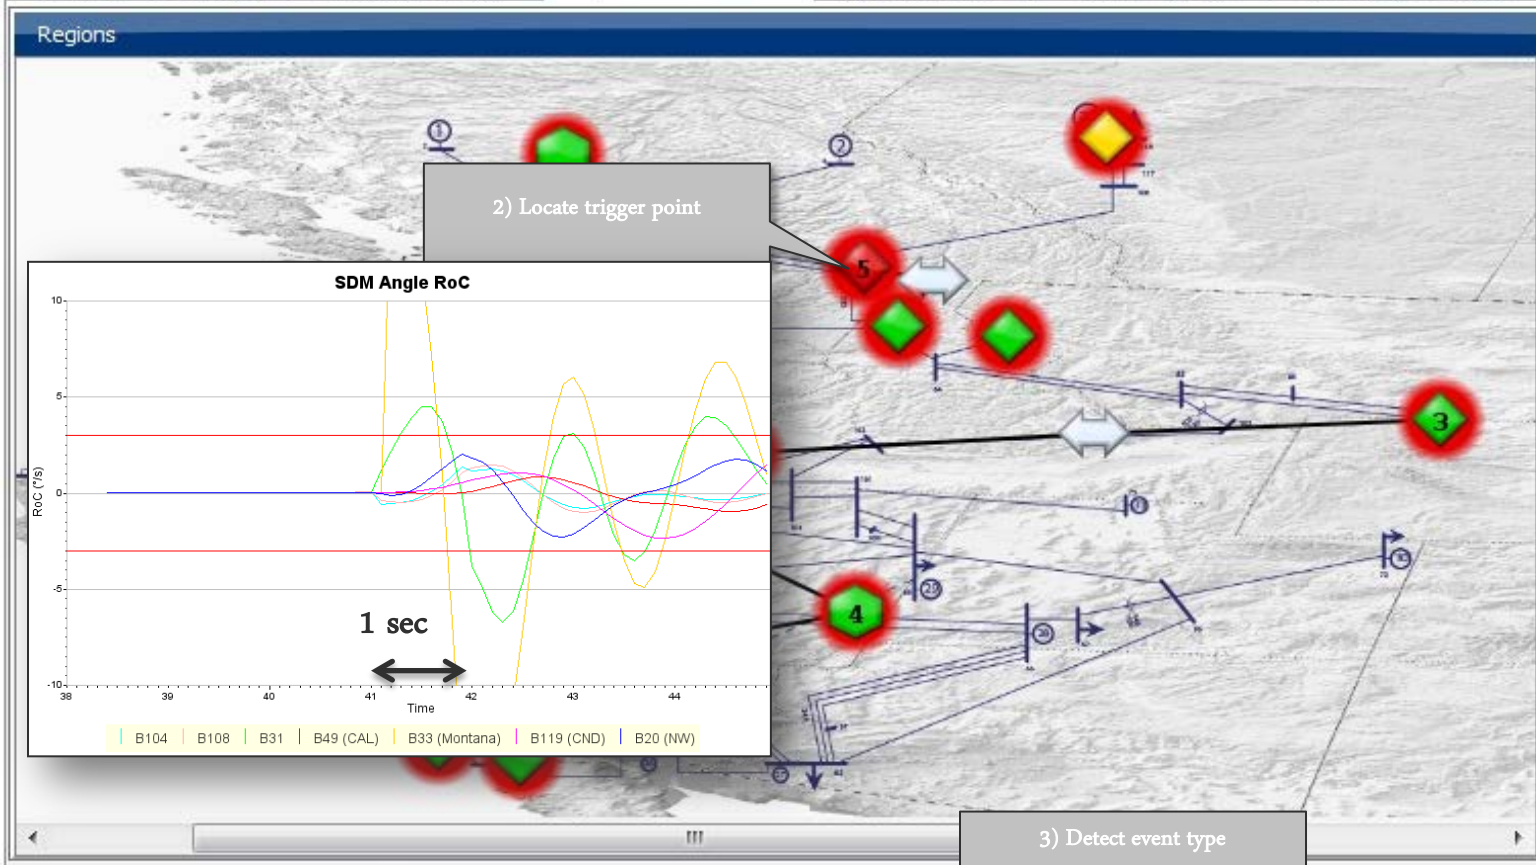 Regions
1
2
2) Locate trigger point
5
SDM Angle RoC
10
5
0
-5
-10
RoC (°/s)
1 sec
38
39
40
41
42
43
44
Time
B104
B108
B31
B49 (CAL)
B33 (Montana)
B119 (CND)
B20 (NW)
3
4
29
3) Detect event type